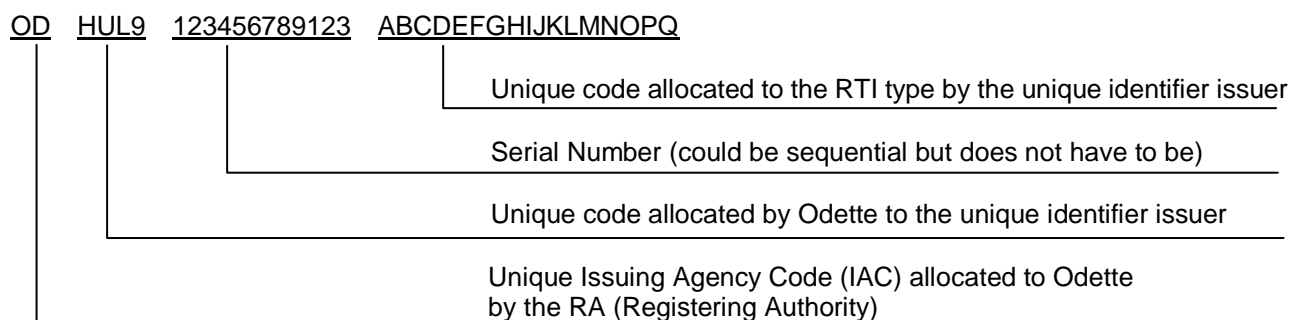 OD HUL9 123456789123 ABCDEFGHIJKLMNOPQ
Unique code allocated to the RTI type by the unique identifier issuer
Serial Number (could be sequential but does not have to be)
Unique code allocated by Odette to the unique identifier issuer
Unique Issuing Agency Code (IAC) allocated to Odette
by the RA (Registering Authority)